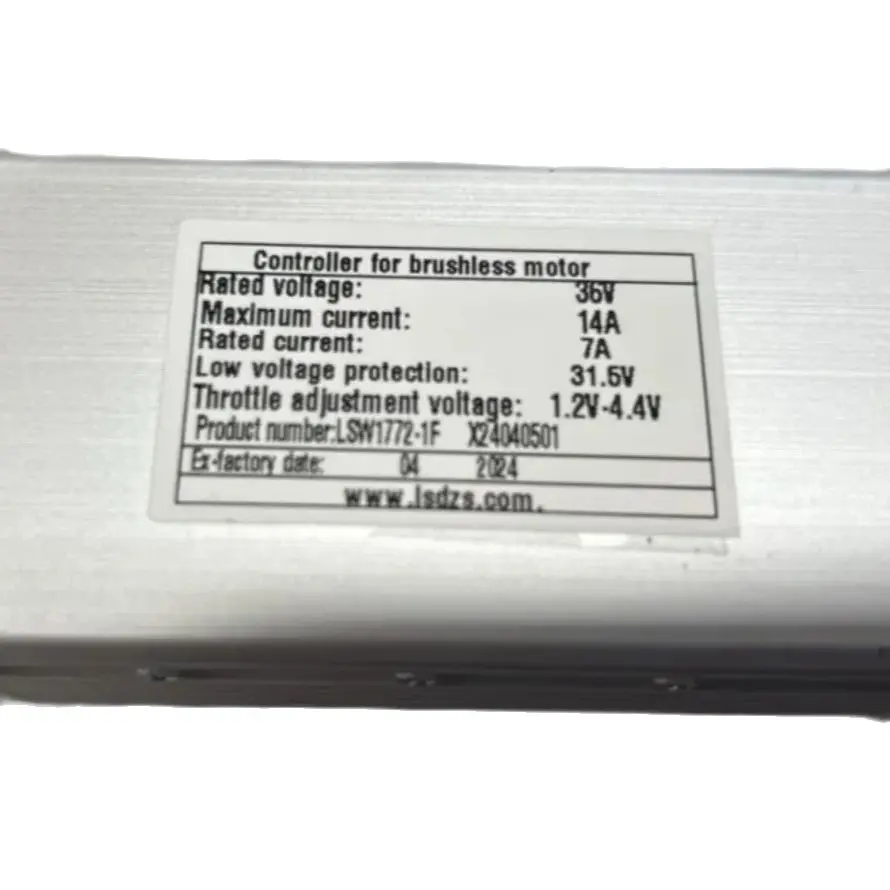 Controller for brushless motor
Rated voltage: 36V
Maximum current: 14A
Rated current: 7A
Low voltage protection: 31.5V
Throttle adjustment voltage: 1.2V-4.4V
Product number:LSW1772-1F X24040501
Ex-factory date: 04 2024
www.lsdzs.com.